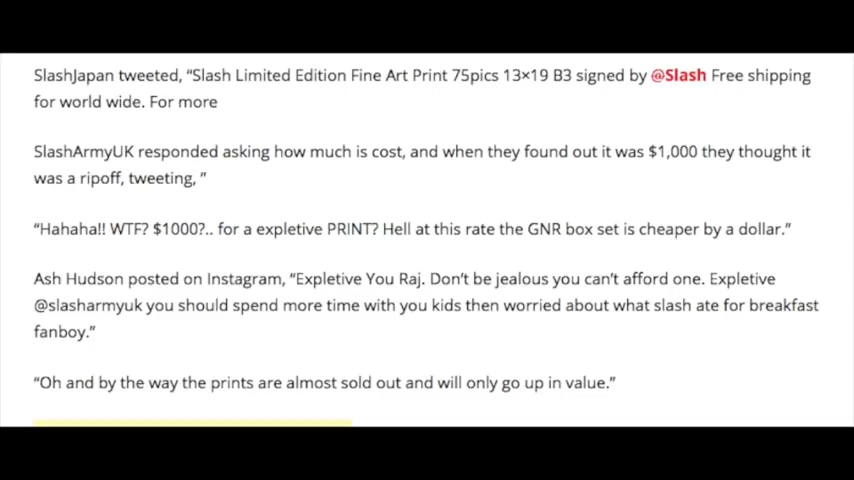 SlashJapan tweeted, “Slash Limited Edition Fine Art Print 75pics 13×19 B3 signed by @Slash Free shipping
for world wide. For more
SlashArmyUK responded asking how much is cost, and when they found out it was $1,000 they thought it
was a ripoff, tweeting, ”
“Hahaha!! WTF? $1000?.. for a expletive PRINT? Hell at this rate the GNR box set is cheaper by a dollar.”
Ash Hudson posted on Instagram, “Expletive You Raj. Don’t be jealous you can’t afford one. Expletive
@slasharmyuk you should spend more time with you kids then worried about what slash ate for breakfast
fanboy.”
“Oh and by the way the prints are almost sold out and will only go up in value.”